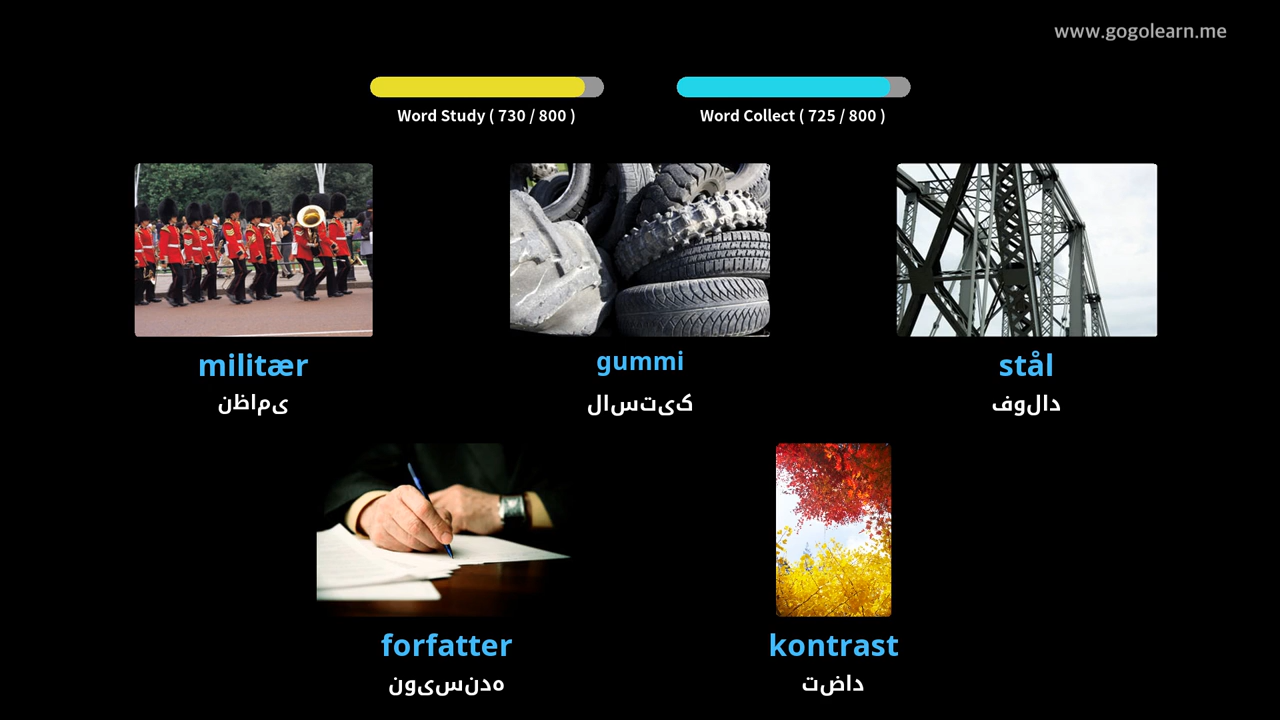 www.gogolearn.me
Word Study ( 730 / 800 )
Word Collect ( 725 / 800 )
militær
نظامی
gummi
لاستیک
stål
فولاد
forfatter
نویسنده
kontrast
تضاد